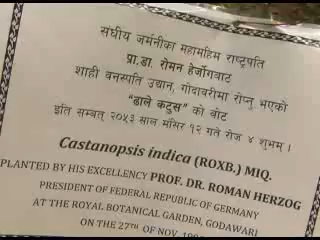 संघीय जर्मनीका महामहिम राष्ट्रपति
प्रा.डा. रोमन हेर्जोगबाट
शाही वनस्पति उद्यान, गोदावरीमा रोप्नु भएको
"ढाले कटुस" को बोट
इति सम्वत् २०५३ साल मंसिर १२ गते रोज ४ शुभम् ।
Castanopsis indica (ROXB.) MIQ.
PLANTED BY HIS EXCELLENCY PROF. DR. ROMAN HERZOG
PRESIDENT OF FEDERAL REPUBLIC OF GERMANY
AT THE ROYAL BOTANICAL GARDEN, GODAWARI
ON THE 27TH OF NOV.